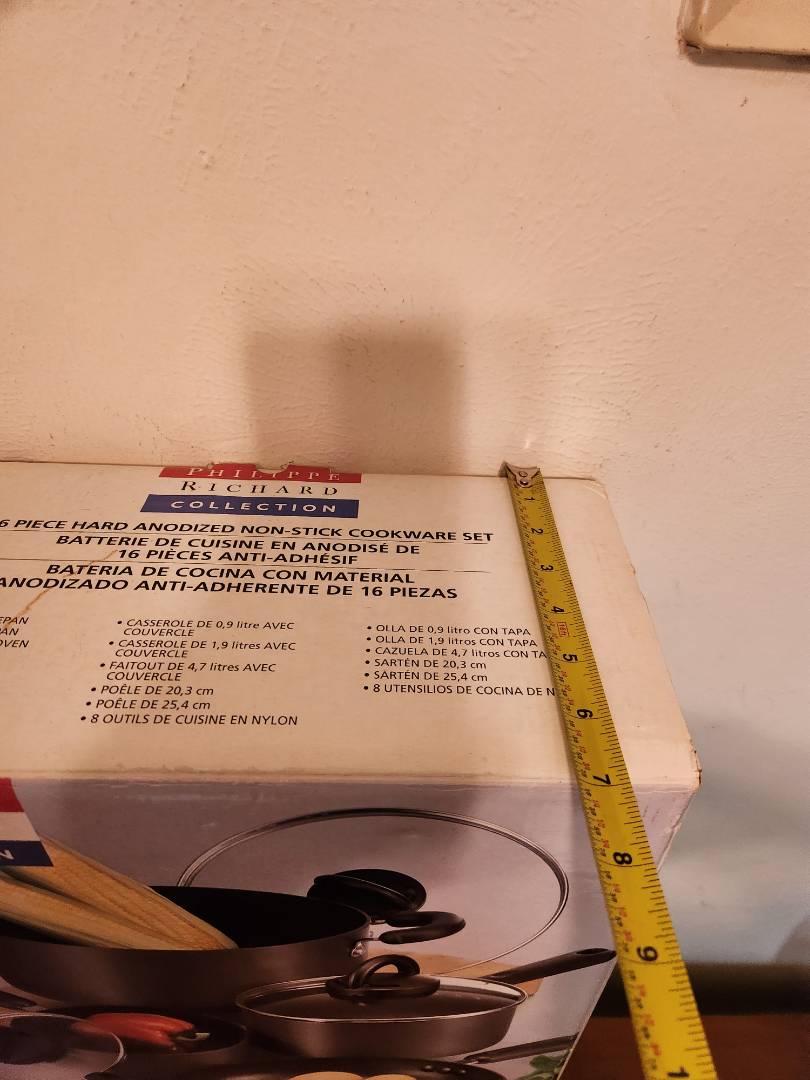 PHILIPPE
RICHARD
COLLECTION
6 PIECE HARD ANODIZED NON-STICK COOKWARE SET
BATTERIE DE CUISINE EN ANODISÉ DE
16 PIÈCES ANTI-ADHÉSIF
BATERIA DE COCINA CON MATERIAL
ANODIZADO ANTI-ADHERENTE DE 16 PIEZAS
EPAN
PAN
OVEN
• CASSEROLE DE 0,9 litre AVEC
COUVERCLE
• CASSEROLE DE 1,9 litres AVEC
COUVERCLE
• FAITOUT DE 4,7 litres AVEC
COUVERCLE
• POÊLE DE 20,3 cm
• POÊLE DE 25,4 cm
• 8 OUTILS DE CUISINE EN NYLON
• OLLA DE 0,9 litro CON TAPA
• OLLA DE 1,9 litros CON TAPA
• CAZUELA DE 4,7 litros CON TA
• SARTÉN DE 20,3 cm
• SARTÉN DE 25,4 cm
• 8 UTENSILIOS DE COCINA DE N
N
1
2
3
4
5
6
7
8
9
1